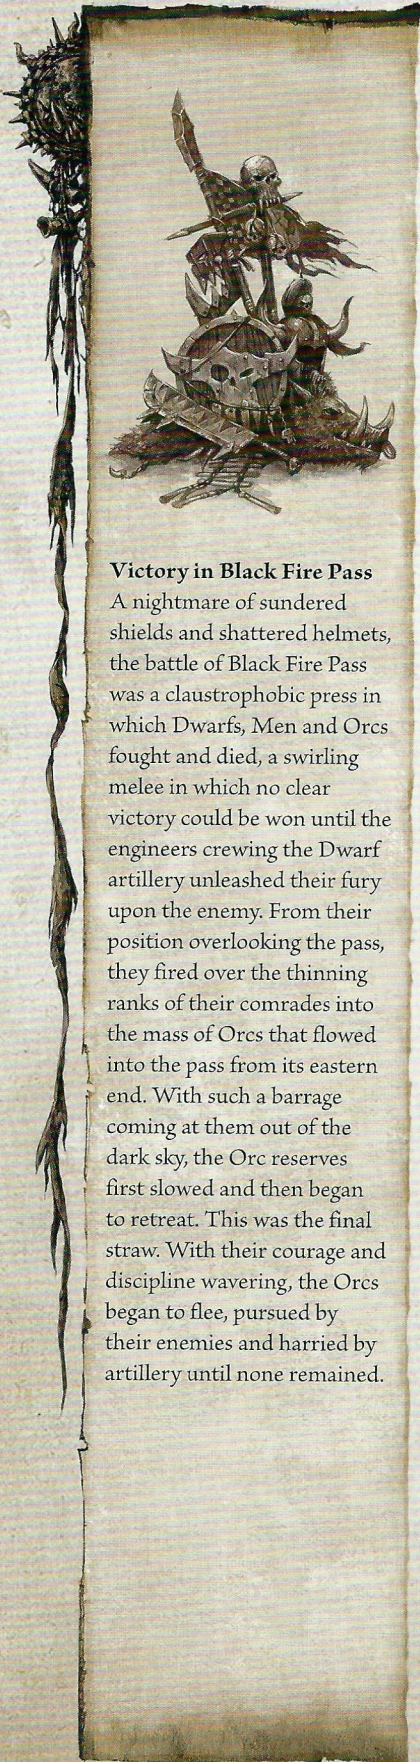 Victory in Black Fire Pass
A nightmare of sundered
shields and shattered helmets,
the battle of Black Fire Pass
was a claustrophobic press in
which Dwarfs, Men and Orcs
fought and died, a swirling
melee in which no clear
victory could be won until the
engineers crewing the Dwarf
artillery unleashed their fury
upon the enemy. From their
position overlooking the pass,
they fired over the thinning
ranks of their comrades into
the mass of Orcs that flowed
into the pass from its eastern
end. With such a barrage
coming at them out of the
dark sky, the Orc reserves
first slowed and then began
to retreat. This was the final
straw. With their courage and
discipline wavering, the Orcs
began to flee, pursued by
their enemies and harried by
artillery until none remained.